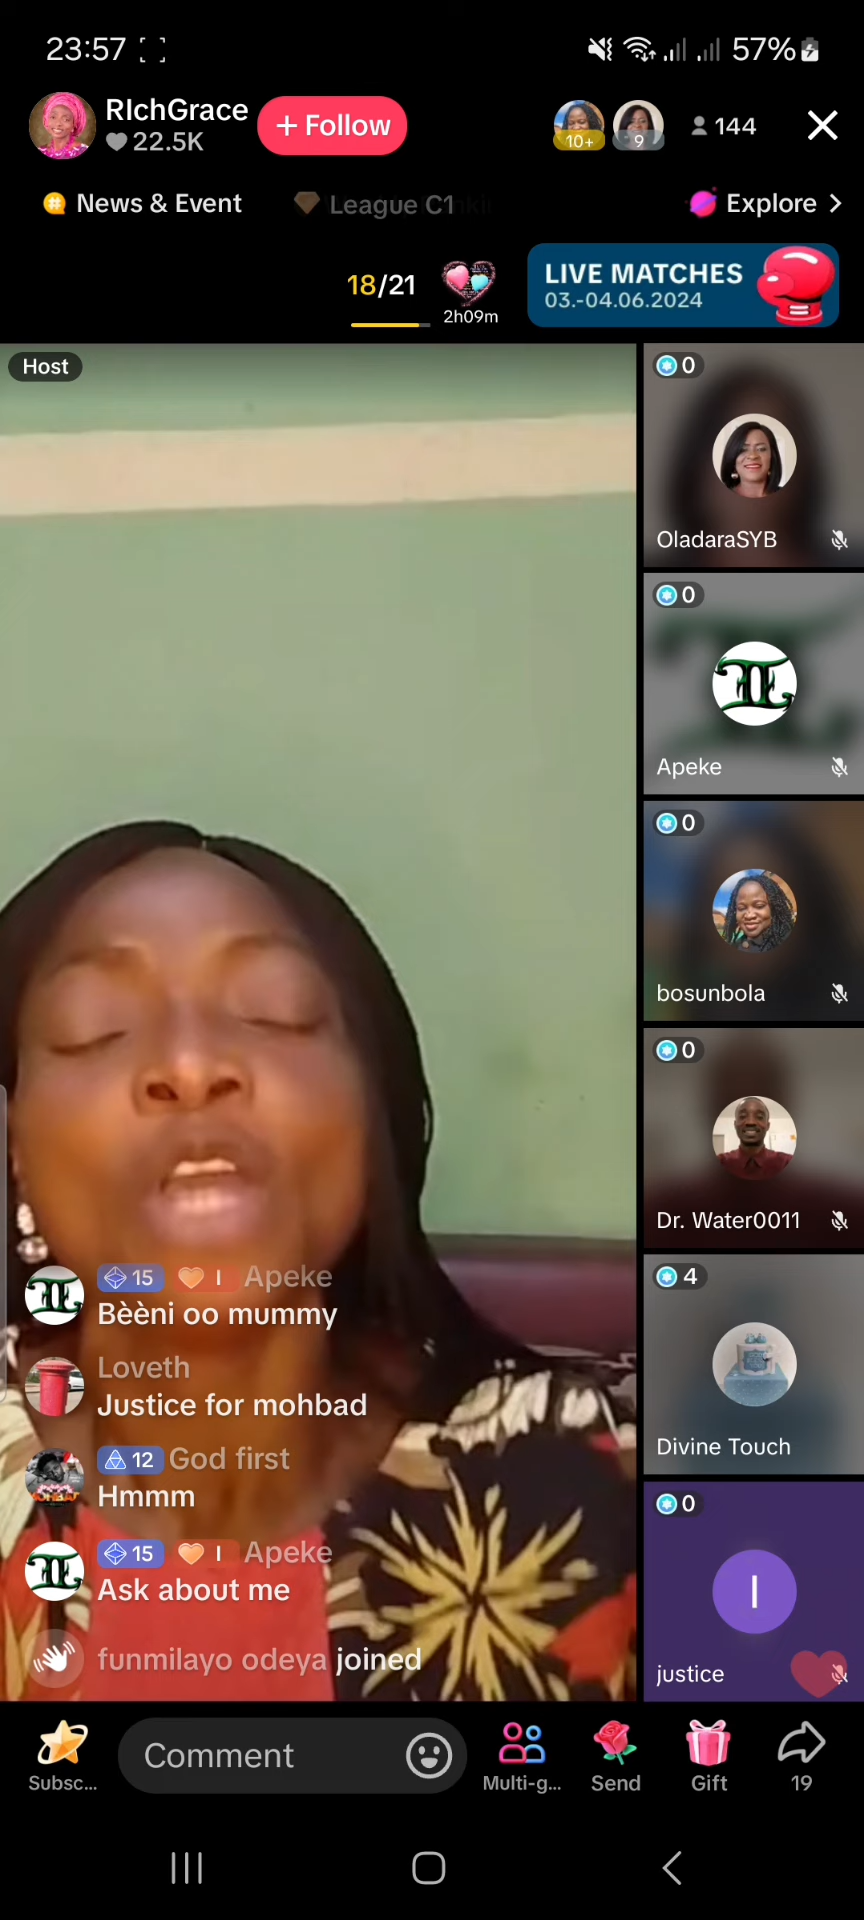 23:57
57%
RIchGrace
22.5K
+ Follow
10+
9
144
News & Event
League C1
Explore
18/21
2h09m
LIVE MATCHES
03.-04.06.2024
Host
0
OladaraSYB
0
Apeke
0
bosunbola
0
Dr. Water0011
4
Divine Touch
0
I
justice
15 I Apeke
Bèèni oo mummy
Loveth
Justice for mohbad
12 God first
Hmmm
15 I Apeke
Ask about me
funmilayo odeya joined
Subsc...
Comment
Multi-g...
Send
Gift
19